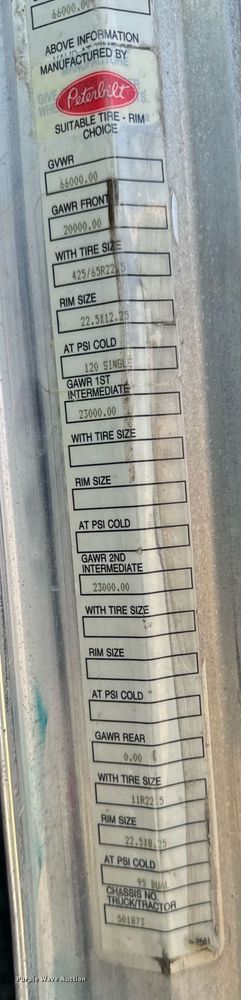 66000.00
ABOVE INFORMATION
MANUFACTURED BY
Peterbilt
SUITABLE TIRE - RIM
CHOICE
GVWR
66000.00
GAWR FRONT
20000.00
WITH TIRE SIZE
425/65R22.5
RIM SIZE
22.5X12.25
AT PSI COLD
120 SINGLE
GAWR 1ST
INTERMEDIATE
23000.00
WITH TIRE SIZE
RIM SIZE
AT PSI COLD
GAWR 2ND
INTERMEDIATE
23000.00
WITH TIRE SIZE
RIM SIZE
AT PSI COLD
GAWR REAR
0.00
WITH TIRE SIZE
11R22.5
RIM SIZE
22.5X8.25
AT PSI COLD
95 DUAL
CHASSIS NO.
TRUCK/TRACTOR
501873
Purple Wave Auction